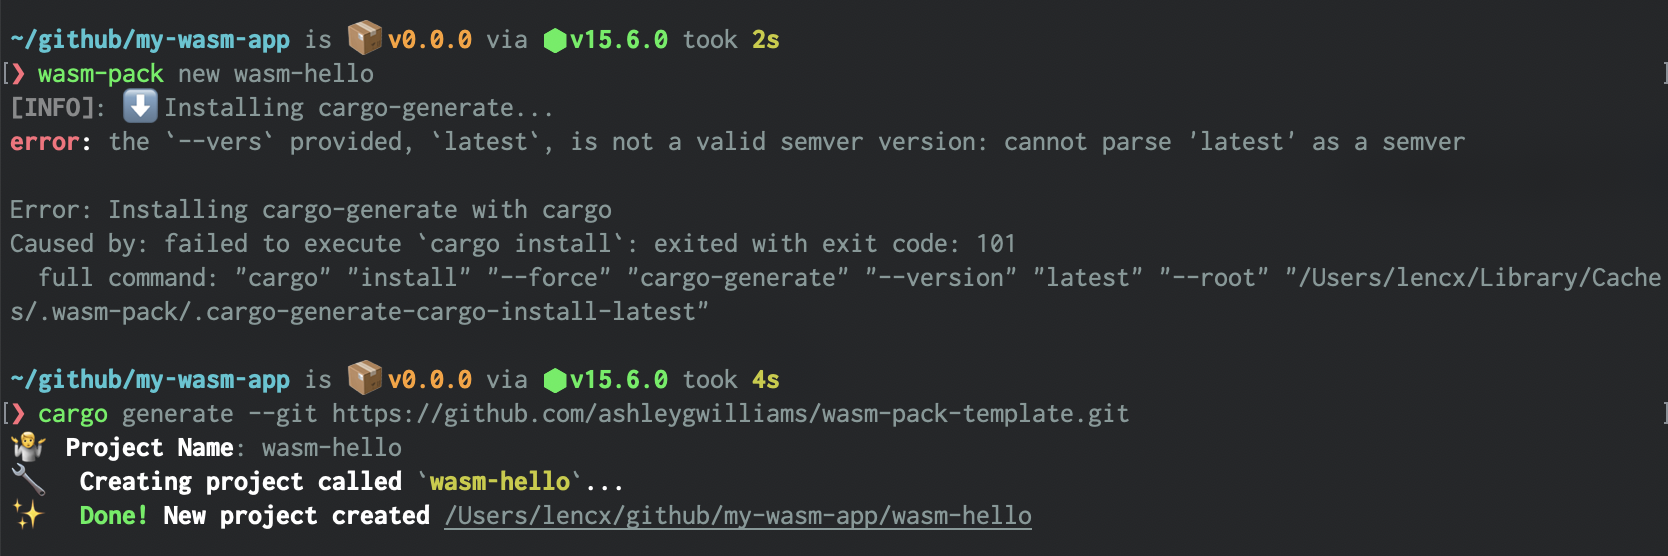 ~/github/my-wasm-app is 📦 v0.0.0 via ⬢ v15.6.0 took 2s
[❯ wasm-pack new wasm-hello ]
[INFO]: ⬇️ Installing cargo-generate...
error: the `--vers` provided, `latest`, is not a valid semver version: cannot parse 'latest' as a semver
Error: Installing cargo-generate with cargo
Caused by: failed to execute `cargo install`: exited with exit code: 101
  full command: "cargo" "install" "--force" "cargo-generate" "--version" "latest" "--root" "/Users/lencx/Library/Cache
s/.wasm-pack/.cargo-generate-cargo-install-latest"
~/github/my-wasm-app is 📦 v0.0.0 via ⬢ v15.6.0 took 4s
[❯ cargo generate --git https://github.com/ashleygwilliams/wasm-pack-template.git ]
🤷 Project Name: wasm-hello
🔧 Creating project called `wasm-hello`...
✨ Done! New project created /Users/lencx/github/my-wasm-app/wasm-hello